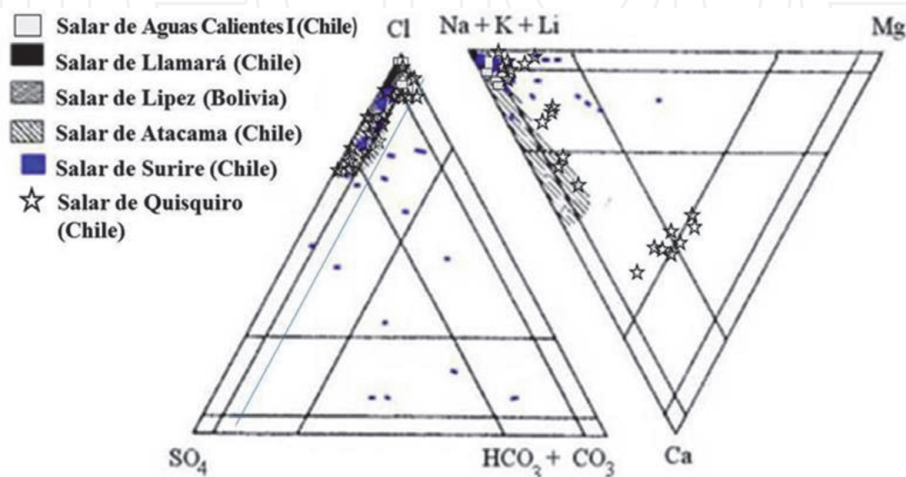 Salar de Aguas Calientes I (Chile)
Salar de Llamará (Chile)
Salar de Lipez (Bolivia)
Salar de Atacama (Chile)
Salar de Surire (Chile)
Salar de Quisquiro
(Chile)
Cl
Na + K + Li
Mg
SO4
HCO3 + CO3
Ca